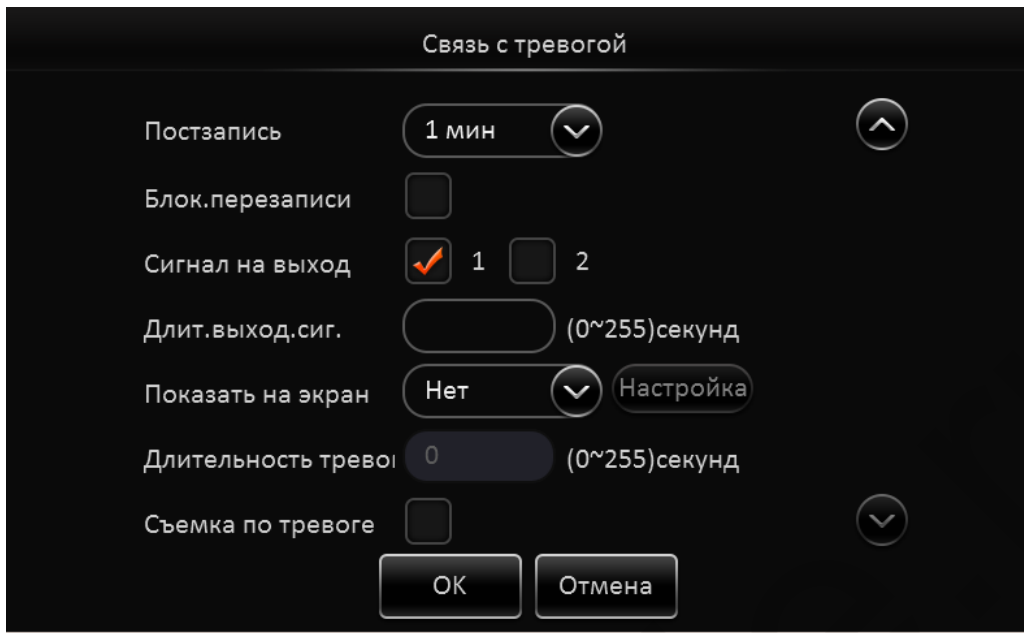 Связь с тревогой
Постзапись 1 мин
Блок.перезаписи
Сигнал на выход 1 2
Длит.выход.сиг. (0~255)секунд
Показать на экран Нет Настройка
Длительность тревог 0 (0~255)секунд
Съемка по тревоге
OK Отмена